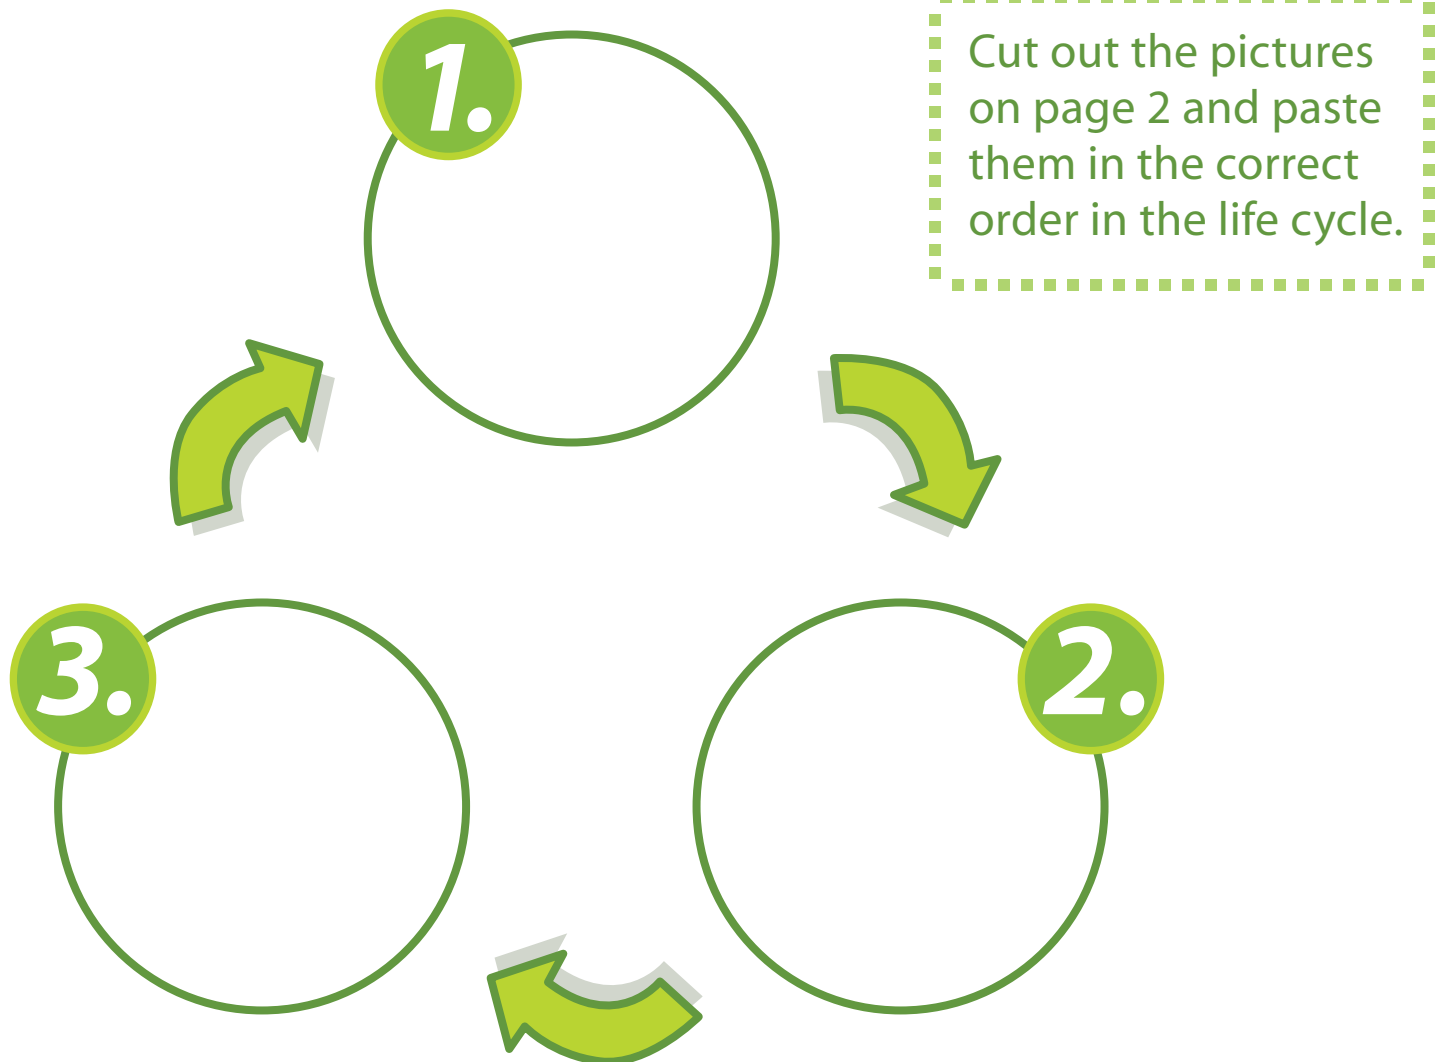 1.
Cut out the pictures
on page 2 and paste
them in the correct
order in the life cycle.
3.
2.